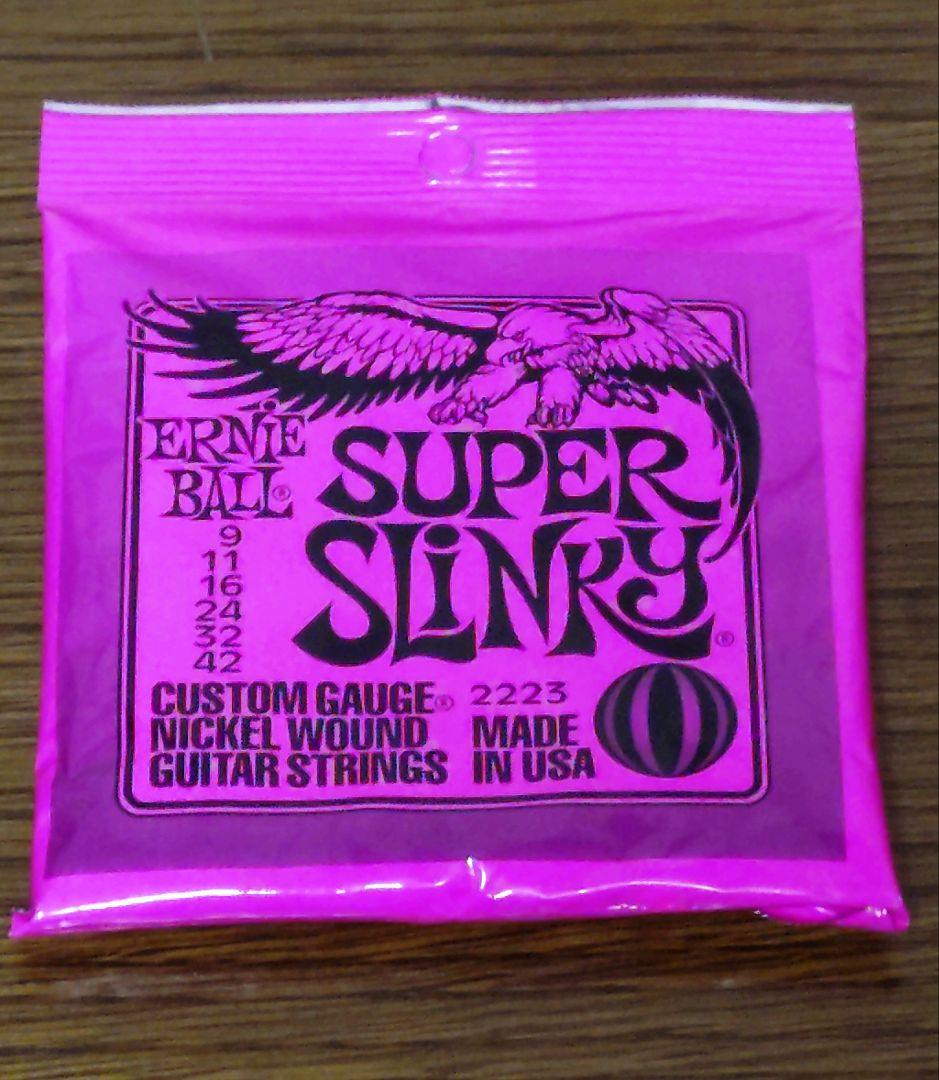 ERNiE
BALL®
SUPER
SLiNKY®
9
11
16
24
32
42
CUSTOM GAUGE®
NICKEL WOUND
GUITAR STRINGS
2223
MADE
IN USA